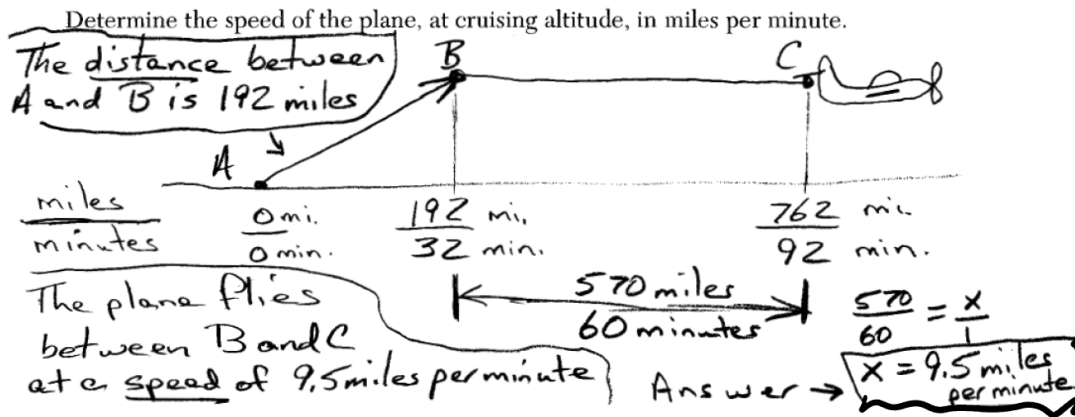 Determine the speed of the plane, at cruising altitude, in miles per minute.
The distance between
A and B is 192 miles
B
C
A
miles
minutes
0 mi.
0 min.
192 mi.
32 min.
762 mi.
92 min.
The plane flies
between B and C
at a speed of 9.5 miles per minute
570 miles
60 minutes
570/60 = x/1
Answer → x = 9.5 miles
per minute